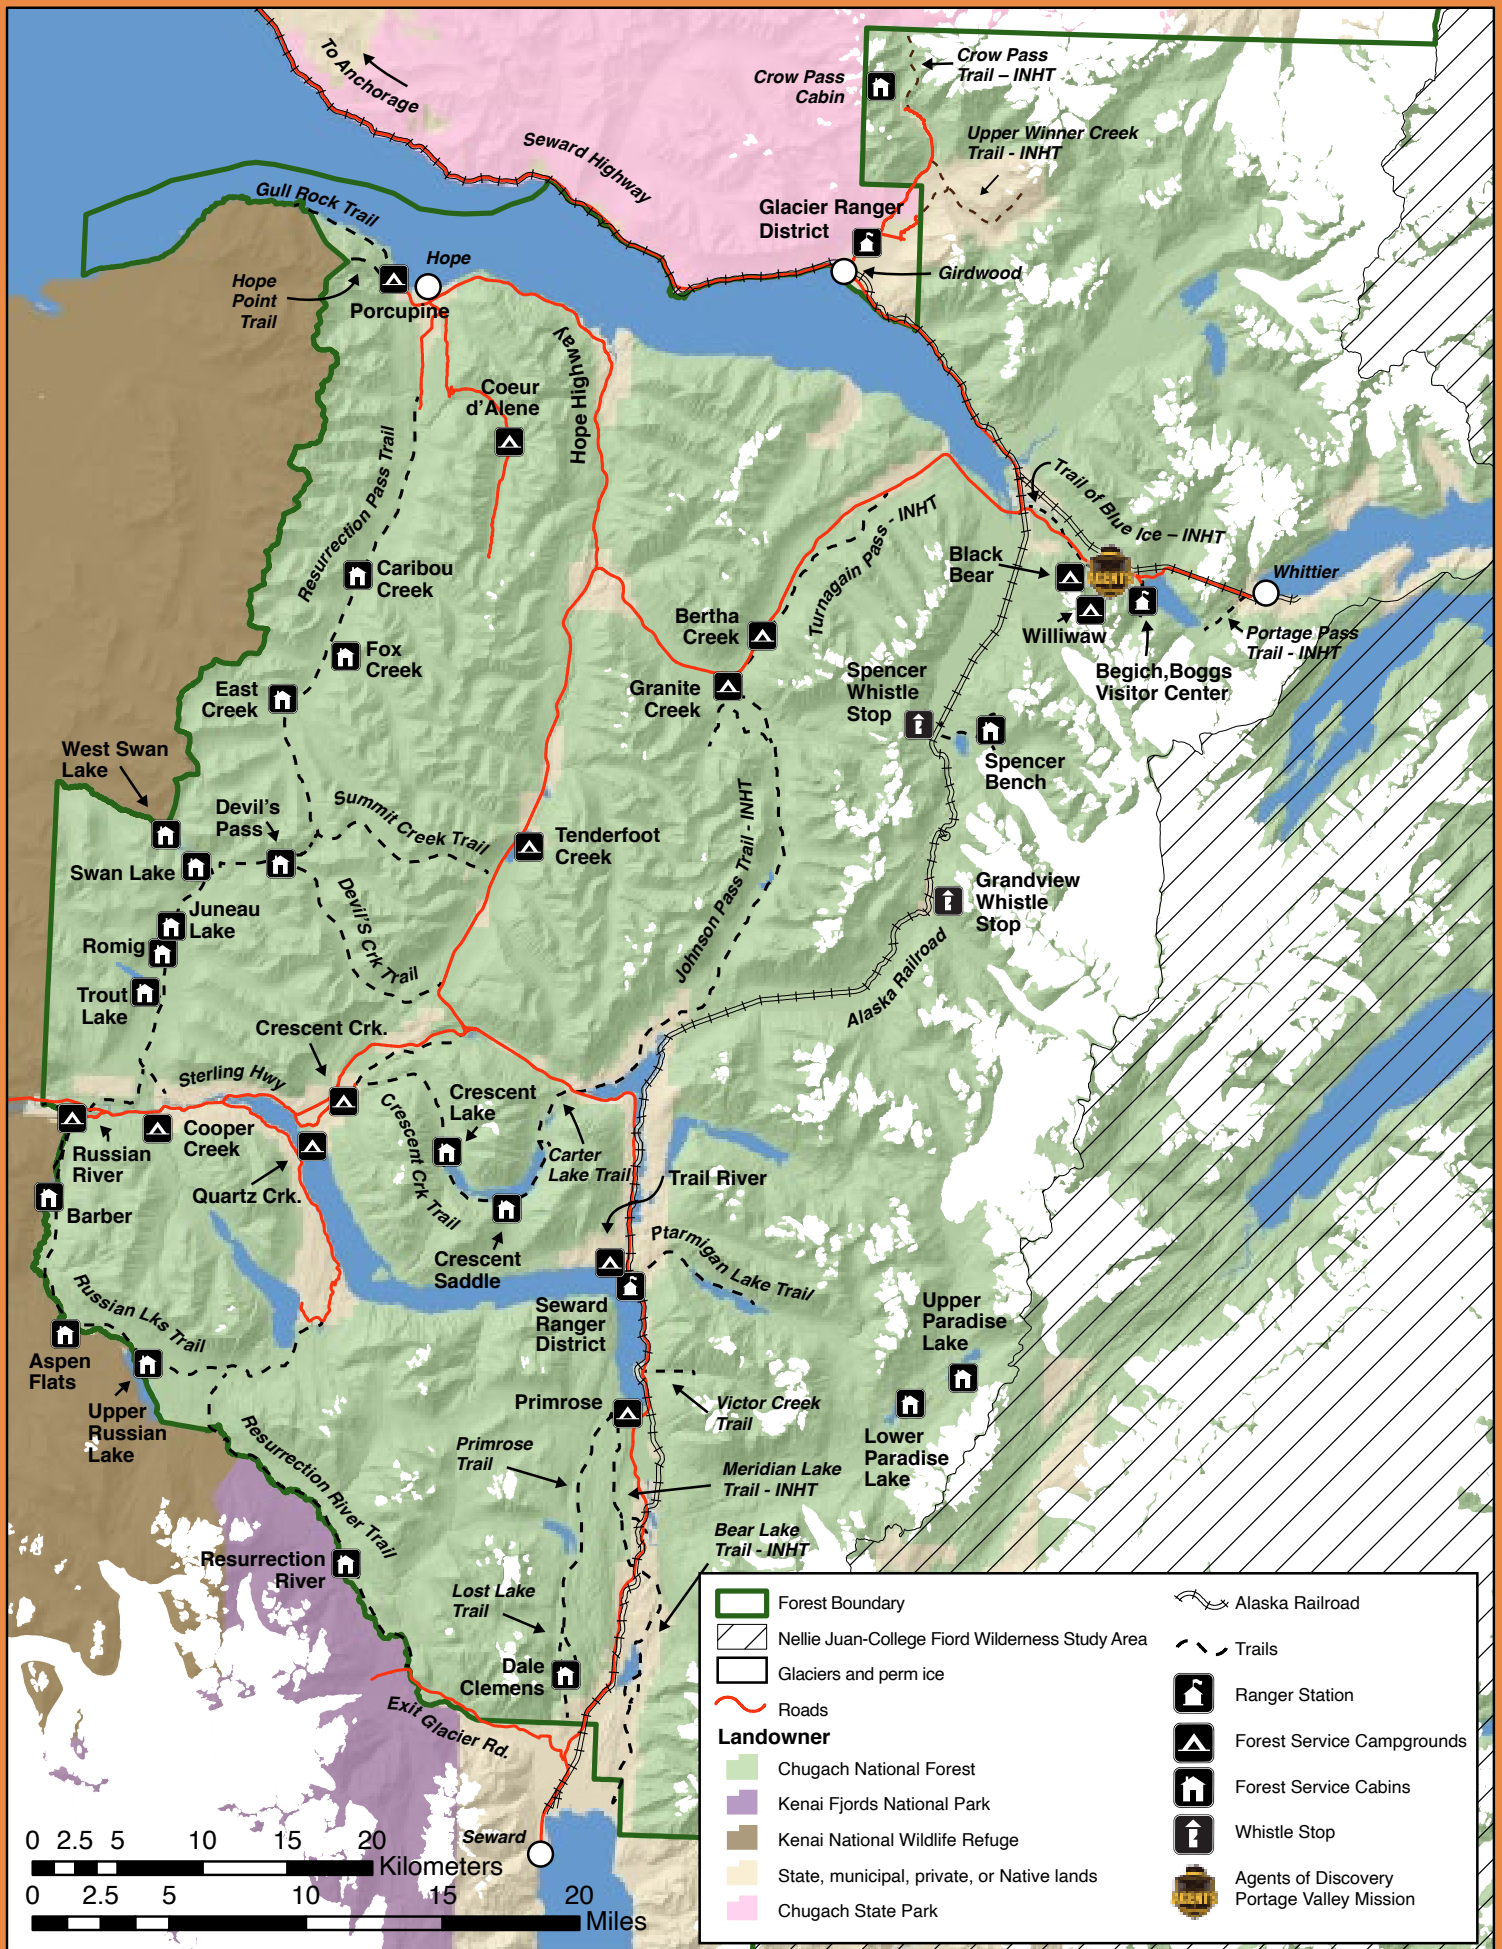 To Anchorage
Seward Highway
Crow Pass
Cabin
Crow Pass
Trail – INHT
Upper Winner Creek
Trail - INHT
Gull Rock Trail
Glacier Ranger
District
Hope
Girdwood
Hope
Point
Trail
Porcupine
Hope Highway
Coeur
d'Alene
Resurrection Pass Trail
Trail of Blue Ice – INHT
Turnagain Pass - INHT
Black
Bear
AGENTS
Whittier
Caribou
Creek
Bertha
Creek
Williwaw
Portage Pass
Trail - INHT
Fox
Creek
Begich,Boggs
Visitor Center
East
Creek
Granite
Creek
Spencer
Whistle
Stop
West Swan
Lake
Spencer
Bench
Devil's
Pass
Summit Creek Trail
Tenderfoot
Creek
Johnson Pass Trail - INHT
Swan Lake
Devil'S Crk Trail
Grandview
Whistle
Stop
Juneau
Lake
Romig
Trout
Lake
Alaska Railroad
Crescent Crk.
Sterling Hwy
Crescent
Lake
Crescent Crk Trail
Cooper
Creek
Russian
River
Carter
Lake Trail
Trail River
Quartz Crk.
Barber
Crescent
Saddle
Ptarmigan Lake Trail
Russian Lks Trail
Seward
Ranger
District
Upper
Paradise
Lake
Aspen
Flats
Upper
Russian
Lake
Primrose
Victor Creek
Trail
Lower
Paradise
Lake
Resurrection River Trail
Primrose
Trail
Meridian Lake
Trail - INHT
Bear Lake
Trail - INHT
Resurrection
River
Lost Lake
Trail
Dale
Clemens
Exit Glacier Rd.
Seward
Forest Boundary
Nellie Juan-College Fiord Wilderness Study Area
Glaciers and perm ice
Roads
Landowner
Chugach National Forest
Kenai Fjords National Park
Kenai National Wildlife Refuge
State, municipal, private, or Native lands
Chugach State Park
Alaska Railroad
Trails
Ranger Station
Forest Service Campgrounds
Forest Service Cabins
Whistle Stop
AGENTS
Agents of Discovery
Portage Valley Mission
0 2.5 5 10 15 20
Kilometers
0 2.5 5 10 15 20
Miles